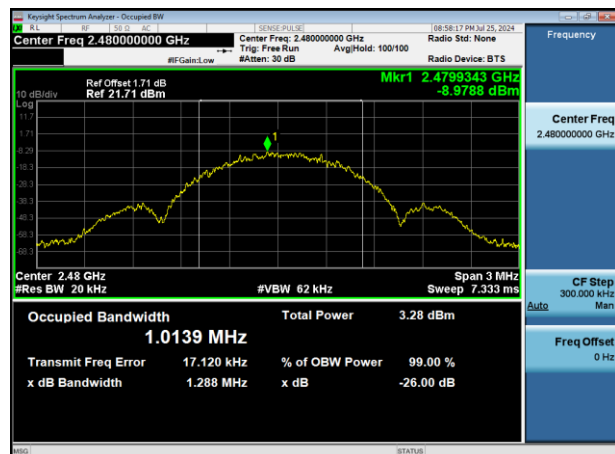 Keysight Spectrum Analyzer - Occupied BW
RL RF 50 Ω AC SENSE:PULSE 08:58:17 PM Jul 25, 2024
Center Freq 2.480000000 GHz Center Freq: 2.480000000 GHz Radio Std: None
Trig: Free Run Avg|Hold: 100/100
#IFGain:Low #Atten: 30 dB Radio Device: BTS
Ref Offset 1.71 dB Mkr1 2.4799343 GHz
10 dB/div Ref 21.71 dBm -8.9788 dBm
Log
11.7
1.71
-8.29
-18.3
-28.3
-38.3
-48.3
-58.3
-68.3
1
Center 2.48 GHz Span 3 MHz
#Res BW 20 kHz #VBW 62 kHz Sweep 7.333 ms
Occupied Bandwidth Total Power 3.28 dBm
1.0139 MHz
Transmit Freq Error 17.120 kHz % of OBW Power 99.00 %
x dB Bandwidth 1.288 MHz x dB -26.00 dB
Frequency
Center Freq
2.480000000 GHz
CF Step
300.000 kHz
Auto Man
Freq Offset
0 Hz
MSG STATUS